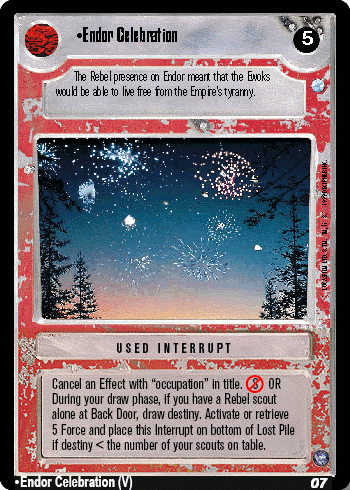 •Endor Celebration
5
The Rebel presence on Endor meant that the Ewoks
would be able to live free from the Empire's tyranny.
USED INTERRUPT
Cancel an Effect with “occupation” in title. OR
During your draw phase, if you have a Rebel scout
alone at Back Door, draw destiny. Activate or retrieve
5 Force and place this Interrupt on bottom of Lost Pile
if destiny < the number of your scouts on table.
•Endor Celebration (V)
07